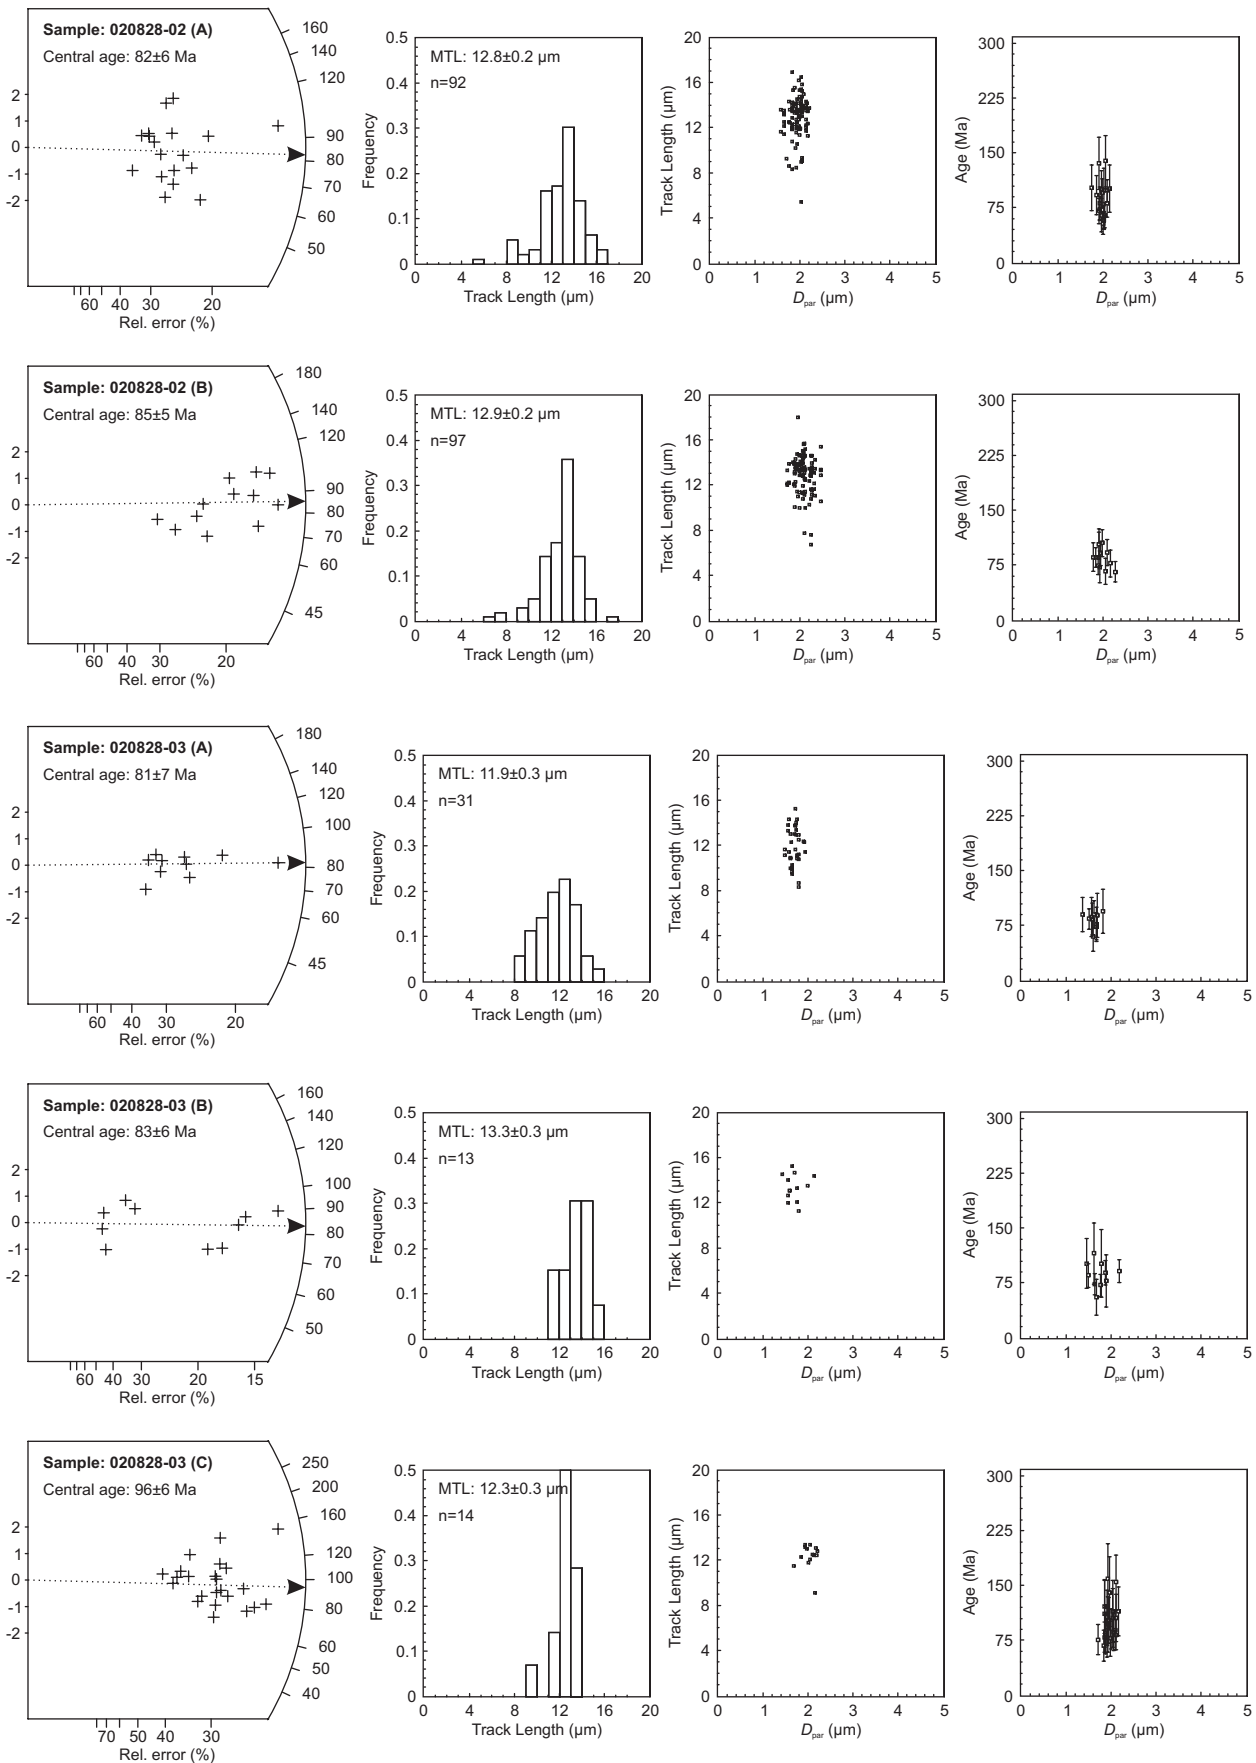 Sample: 020828-02 (A)
Central age: 82±6 Ma
160
140
120
90
80
70
60
50
2
1
0
-1
-2
60 40 30 20
Rel. error (%)
MTL: 12.8±0.2 µm
n=92
Frequency
0.5
0.4
0.3
0.2
0.1
0
0 4 8 12 16 20
Track Length (µm)
Track Length (µm)
20
16
12
8
4
0
0 1 2 3 4 5
Dpar (µm)
Age (Ma)
300
225
150
75
0
0 1 2 3 4 5
Dpar (µm)
Sample: 020828-02 (B)
Central age: 85±5 Ma
180
140
120
90
80
70
60
45
2
1
0
-1
-2
60 40 30 20
Rel. error (%)
MTL: 12.9±0.2 µm
n=97
Frequency
0.5
0.4
0.3
0.2
0.1
0
0 4 8 12 16 20
Track Length (µm)
Track Length (µm)
20
16
12
8
4
0
0 1 2 3 4 5
Dpar (µm)
Age (Ma)
300
225
150
75
0
0 1 2 3 4 5
Dpar (µm)
Sample: 020828-03 (A)
Central age: 81±7 Ma
180
140
120
100
80
70
60
45
2
1
0
-1
-2
60 40 30 20
Rel. error (%)
MTL: 11.9±0.3 µm
n=31
Frequency
0.5
0.4
0.3
0.2
0.1
0
0 4 8 12 16 20
Track Length (µm)
Track Length (µm)
20
16
12
8
4
0
0 1 2 3 4 5
Dpar (µm)
Age (Ma)
300
225
150
75
0
0 1 2 3 4 5
Dpar (µm)
Sample: 020828-03 (B)
Central age: 83±6 Ma
160
140
120
100
90
80
70
60
50
2
1
0
-1
-2
60 40 30 20 15
Rel. error (%)
MTL: 13.3±0.3 µm
n=13
Frequency
0.5
0.4
0.3
0.2
0.1
0
0 4 8 12 16 20
Track Length (µm)
Track Length (µm)
20
16
12
8
4
0
0 1 2 3 4 5
Dpar (µm)
Age (Ma)
300
225
150
75
0
0 1 2 3 4 5
Dpar (µm)
Sample: 020828-03 (C)
Central age: 96±6 Ma
250
200
160
120
100
80
60
50
40
2
1
0
-1
-2
70 50 40 30
Rel. error (%)
MTL: 12.3±0.3 µm
n=14
Frequency
0.5
0.4
0.3
0.2
0.1
0
0 4 8 12 16 20
Track Length (µm)
Track Length (µm)
20
16
12
8
4
0
0 1 2 3 4 5
Dpar (µm)
Age (Ma)
300
225
150
75
0
0 1 2 3 4 5
Dpar (µm)